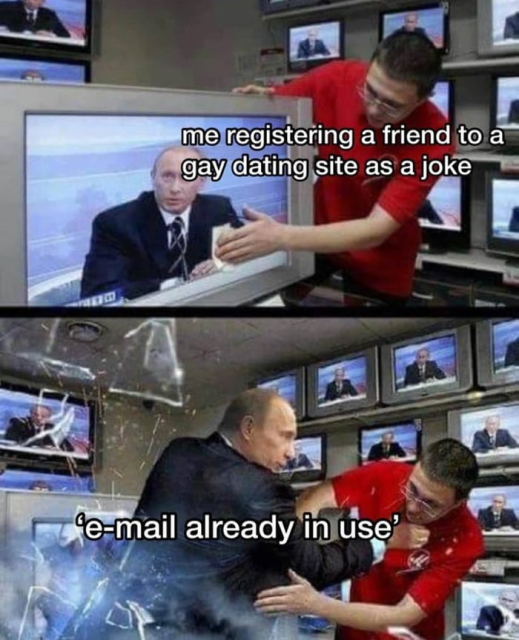 me registering a friend to a
gay dating site as a joke
'e-mail already in use'